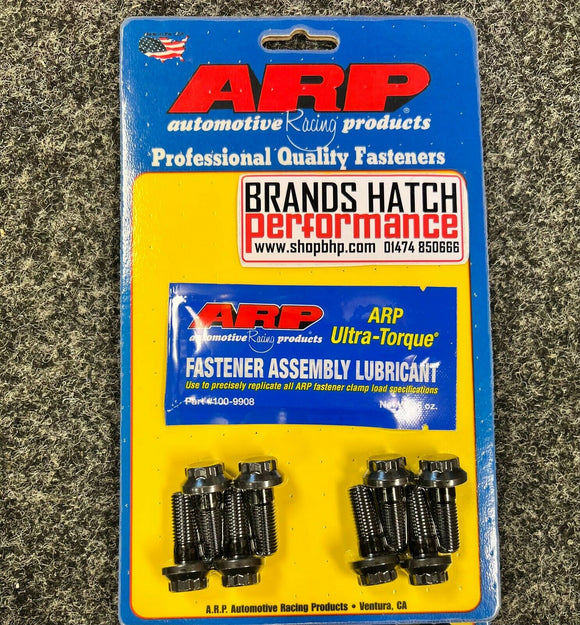 ARP
automotive Racing products
Professional Quality Fasteners
BRANDS HATCH
performance
www.shopbhp.com 01474 850666
ARP
automotive Racing products
ARP
Ultra-Torque®
FASTENER ASSEMBLY LUBRICANT
Use to precisely replicate all ARP fastener clamp load specifications
Part #100-9908
oz.
A.R.P. Automotive Racing Products • Ventura, CA